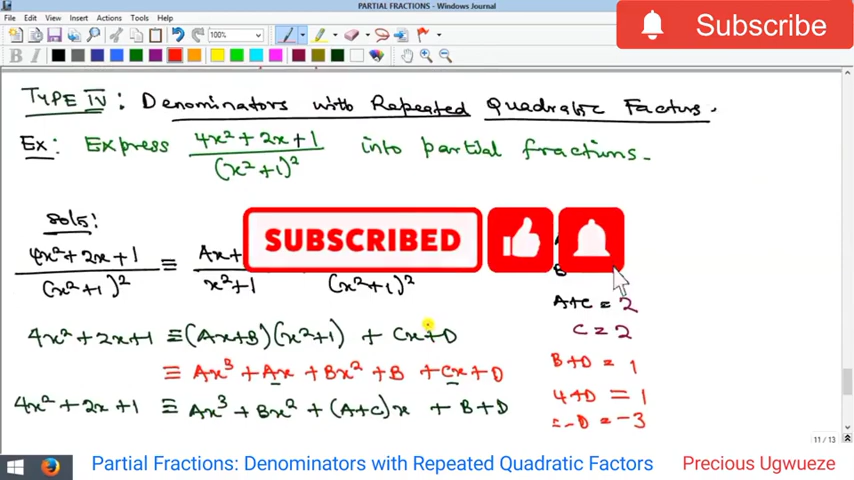 PARTIAL FRACTIONS - Windows Journal
File Edit View Insert Actions Tools Help
Subscribe
B I 100%
TYPE IV: Denominators with Repeated Quadratic Factors.
Ex: Express (4x² + 2x + 1)/(x² + 1)² into partial fractions.
Soln:
(4x² + 2x + 1)/(x² + 1)² ≡ Ax+ /(x²+1) /(x²+1)²
SUBSCRIBED
A
B
A+C = 2
4x² + 2x + 1 ≡ (Ax+B)(x²+1) + Cx+D
C = 2
≡ Ax³ + Ax + Bx² + B + Cx + D
B+D = 1
4x² + 2x + 1 ≡ Ax³ + Bx² + (A+C)x + B + D
4+D = 1
=-D = -3
11 / 13
Partial Fractions: Denominators with Repeated Quadratic Factors Precious Ugwueze